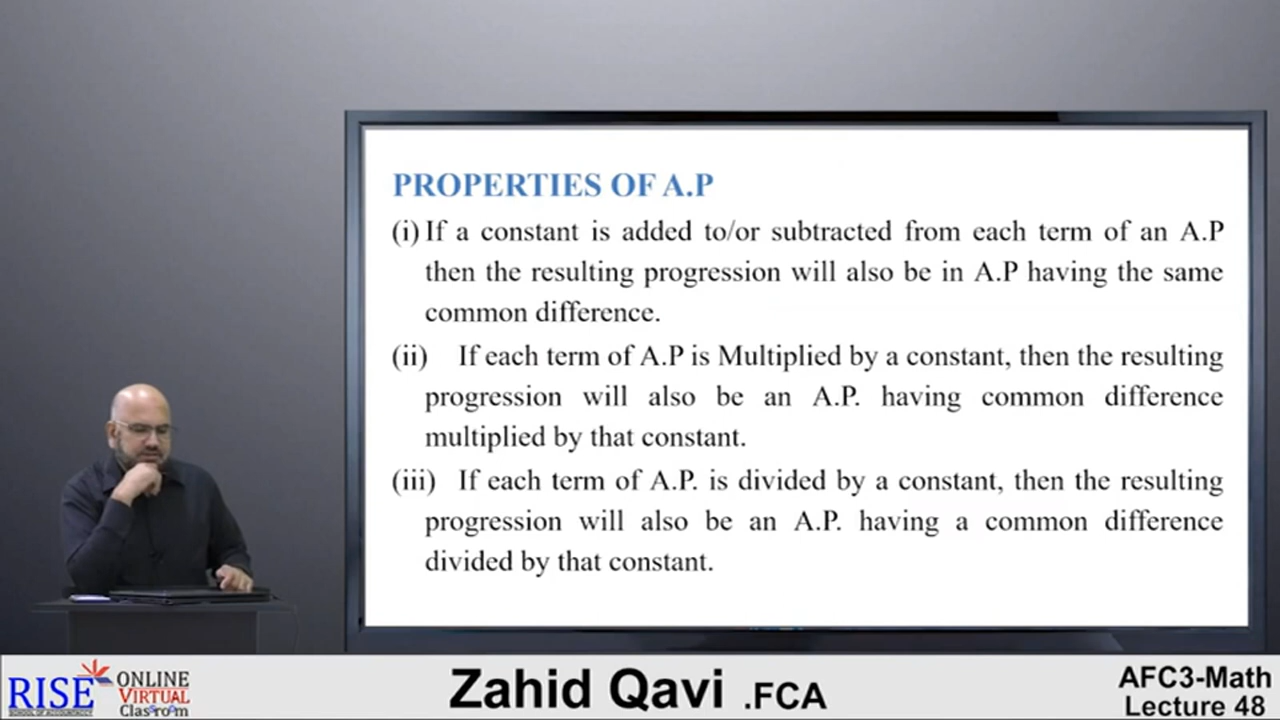 PROPERTIES OF A.P
(i) If a constant is added to/or subtracted from each term of an A.P
then the resulting progression will also be in A.P having the same
common difference.
(ii) If each term of A.P is Multiplied by a constant, then the resulting
progression will also be an A.P. having common difference
multiplied by that constant.
(iii) If each term of A.P. is divided by a constant, then the resulting
progression will also be an A.P. having a common difference
divided by that constant.
RISE
SCHOOL OF ACCOUNTANCY
ONLINE
VIRTUAL
Classroom
Zahid Qavi .FCA
AFC3-Math
Lecture 48